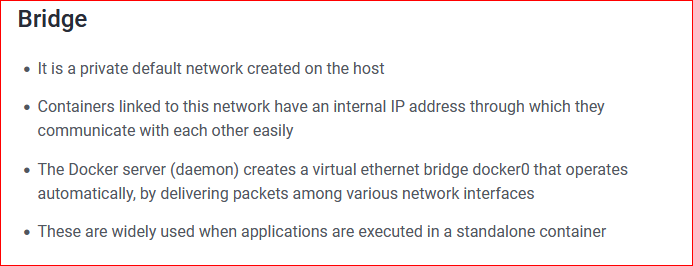 Bridge
• It is a private default network created on the host
• Containers linked to this network have an internal IP address through which they
communicate with each other easily
• The Docker server (daemon) creates a virtual ethernet bridge docker0 that operates
automatically, by delivering packets among various network interfaces
• These are widely used when applications are executed in a standalone container